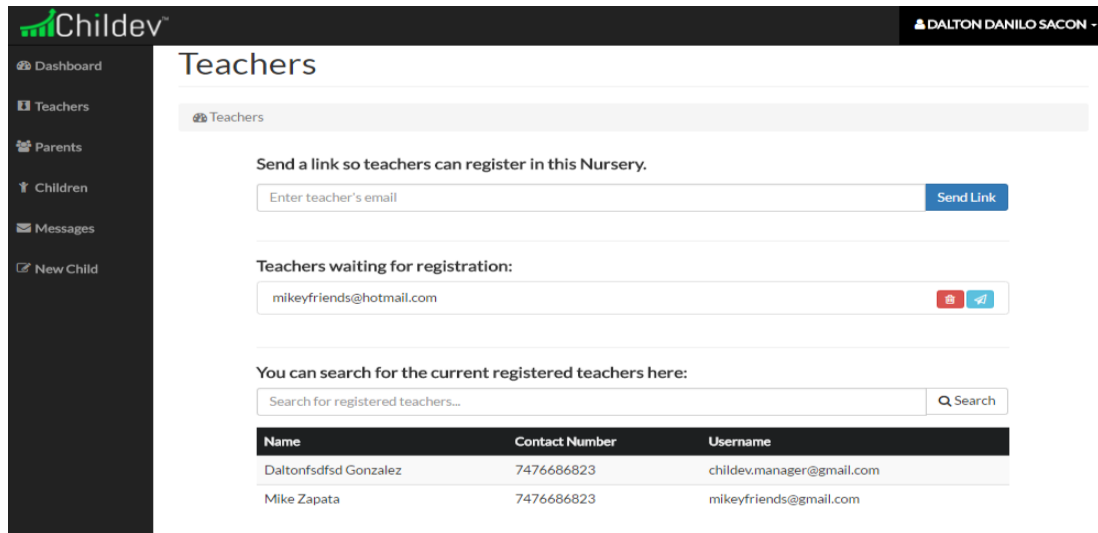 Childev™
DALTON DANILO SACON
Dashboard
Teachers
Parents
Children
Messages
New Child
Teachers
Teachers
Send a link so teachers can register in this Nursery.
Enter teacher's email
Send Link
Teachers waiting for registration:
mikeyfriends@hotmail.com
You can search for the current registered teachers here:
Search for registered teachers...
Search
Name Contact Number Username
Daltonfsdfsd Gonzalez 7476686823 childev.manager@gmail.com
Mike Zapata 7476686823 mikeyfriends@gmail.com